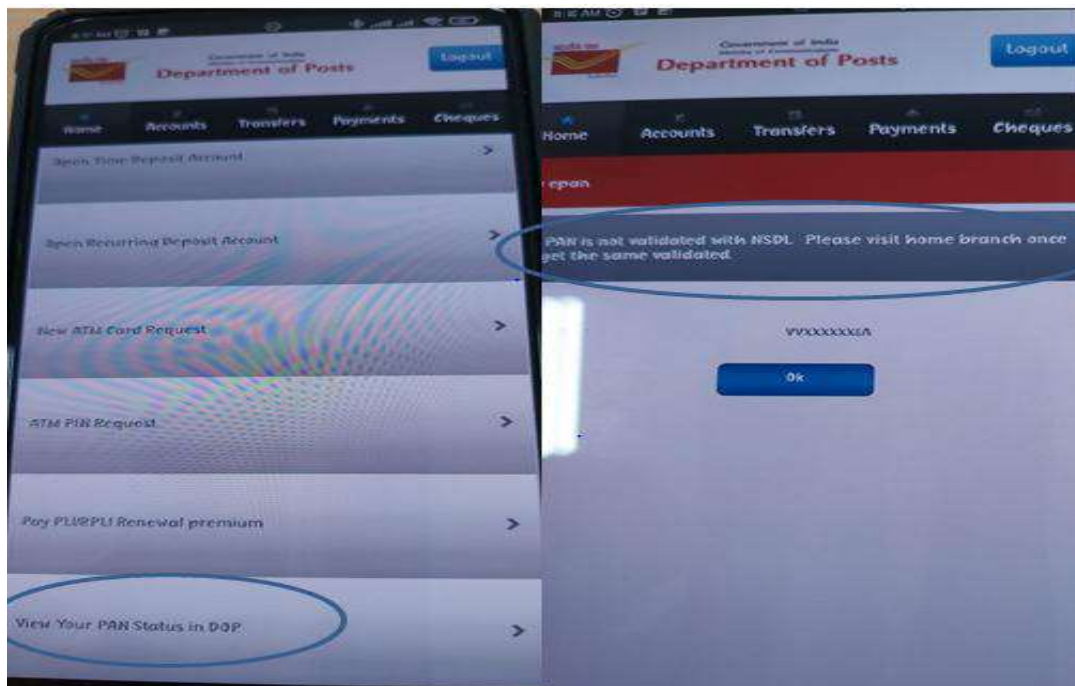 Government of India
Department of Posts
Logout
Home
Accounts
Transfers
Payments
Cheques
Open Time Deposit Account
Open Recurring Deposit Account
New ATM Card Request
ATM PIN Request
Pay PLI/RPLI Renewal premium
View Your PAN Status in DOP
AM
Government of India
Department of Posts
Logout
Home
Accounts
Transfers
Payments
Cheques
epan
PAN is not validated with NSDL. Please visit home branch once
get the same validated
Ok